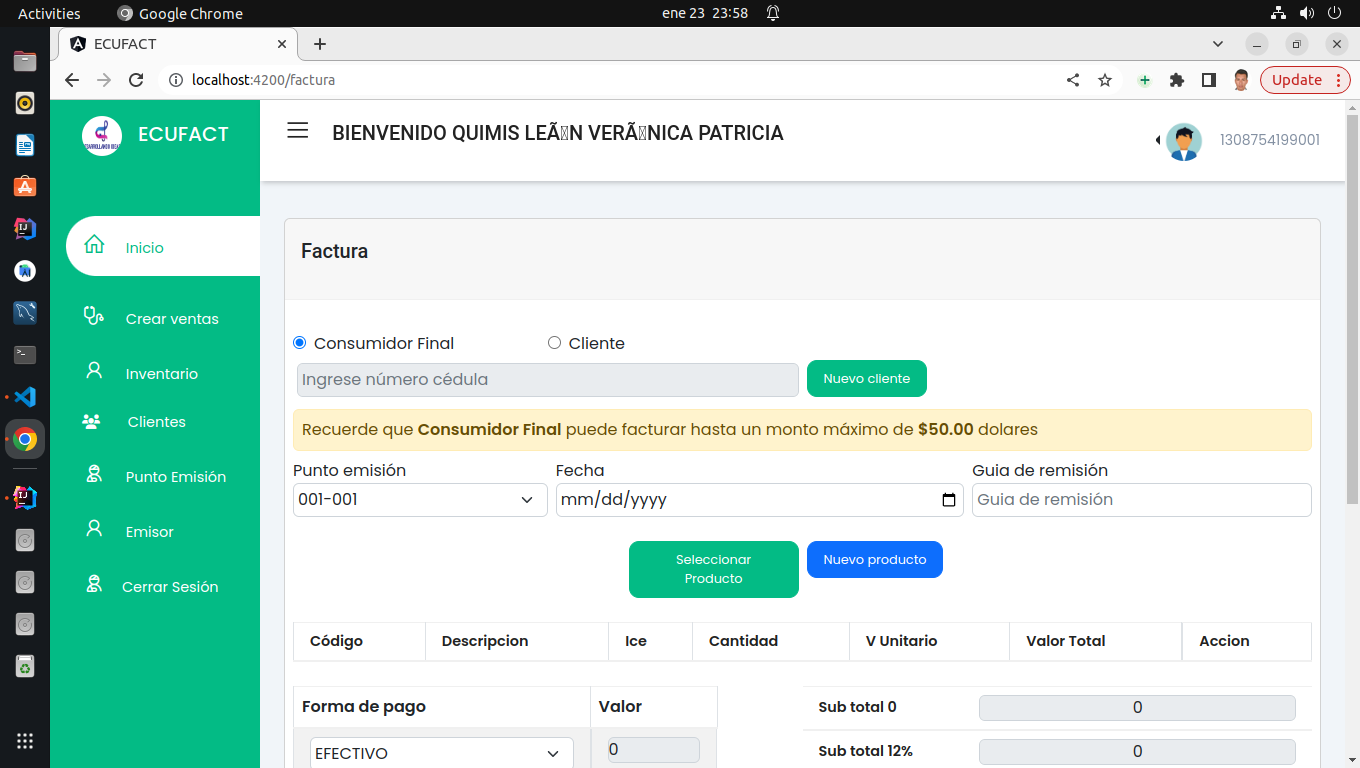 Activities Google Chrome ene 23 23:58
ECUFACT
localhost:4200/factura Update
ECUFACT
BIENVENIDO QUIMIS LEÃN VERÃNICA PATRICIA
1308754199001
Inicio
Crear ventas
Inventario
Clientes
Punto Emisión
Emisor
Cerrar Sesión
Factura
Consumidor Final Cliente
Ingrese número cédula Nuevo cliente
Recuerde que Consumidor Final puede facturar hasta un monto máximo de $50.00 dolares
Punto emisión Fecha Guia de remisión
001-001 mm/dd/yyyy Guia de remisión
Seleccionar
Producto
Nuevo producto
Código Descripcion Ice Cantidad V Unitario Valor Total Accion
Forma de pago Valor Sub total 0 0
EFECTIVO 0 Sub total 12% 0